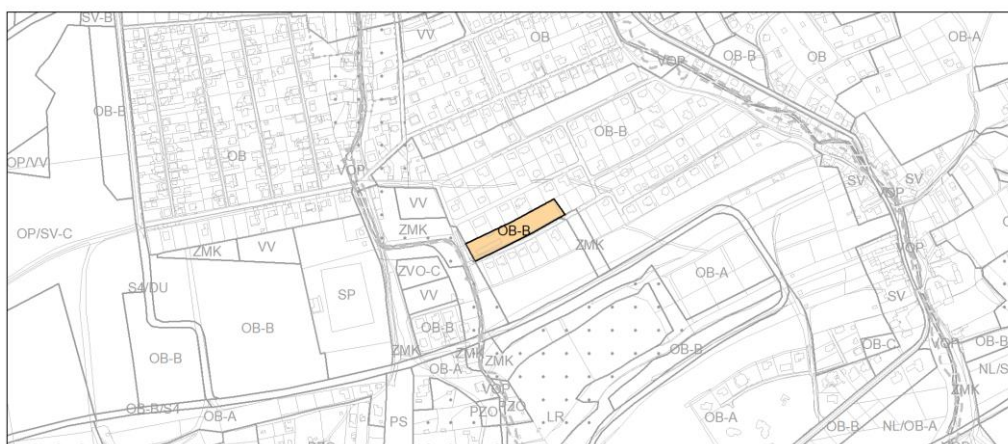 SV-B
VV
OB
OB-B
OB
OB-A
VOP
OB-B
OB-B
OP/VV
OB
VOP
SV
SV
VOP
VV
OP/SV-C
ZMK
OB-B
ZMK
VV
ZMK
VOP
ZVO-C
S4/DU
SP
VV
OB-A
SV
OB-B
OB-B
OB-B
ZMK
ZMK
ZMK
OB-B
OB-C
VOP
OB-B
OB-A
NL/S
VOP
ZMK
OB-B/S4
OB-A
PS
PZO
LR
OB-A
OB-B
NL/OB-A